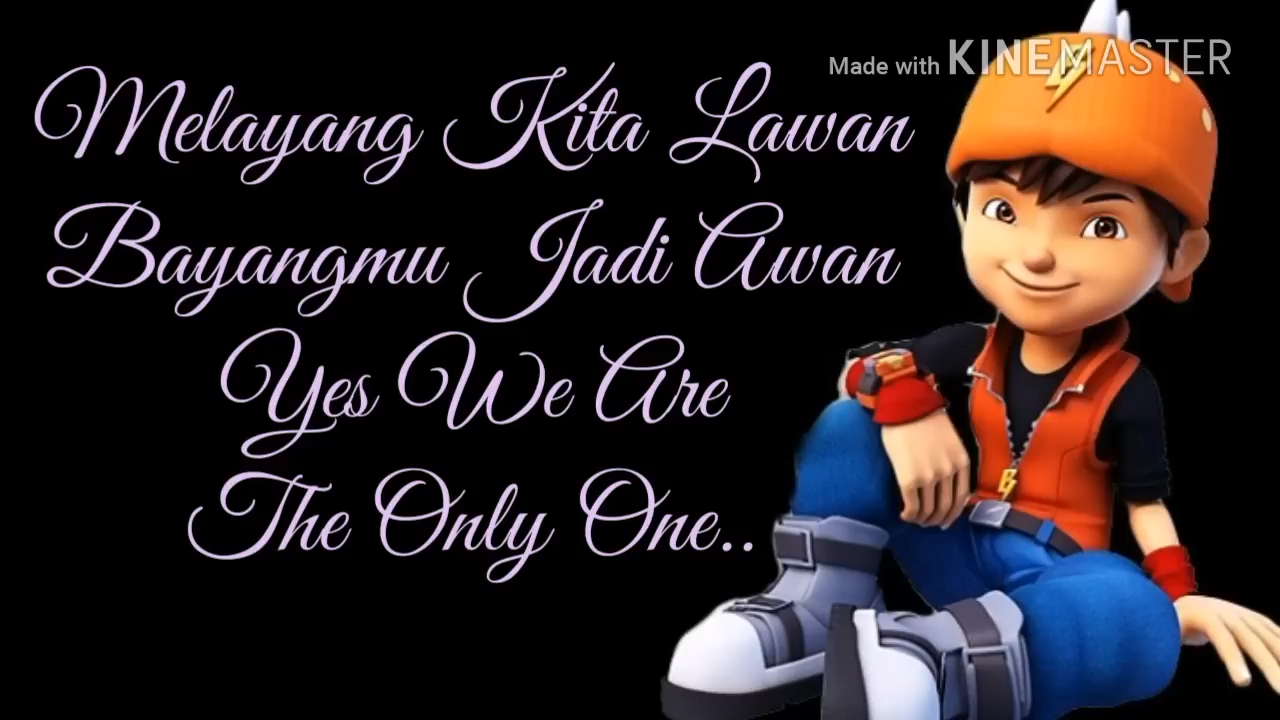 Made with KINEMASTER
Melayang Kita Lawan
Bayangmu Jadi Awan
Yes We Are
The Only One..